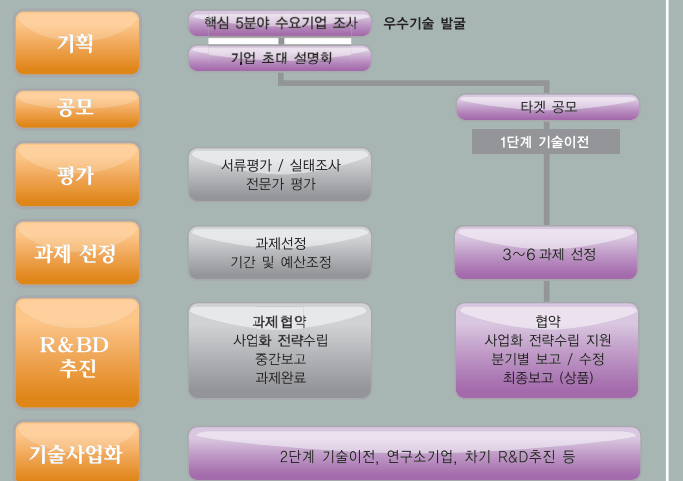 기획
핵심 5분야 수요기업 조사
우수기술 발굴
기업 초대 설명회
공모
타겟 공모
1단계 기술이전
평가
서류평가 / 실태조사
전문가 평가
과제 선정
과제선정
기간 및 예산조정
3~6 과제 선정
R&BD
추진
과제협약
사업화 전략수립
중간보고
과제완료
협약
사업화 전략수립 지원
분기별 보고 / 수정
최종보고 (상품)
기술사업화
2단계 기술이전, 연구소기업, 차기 R&D추진 등